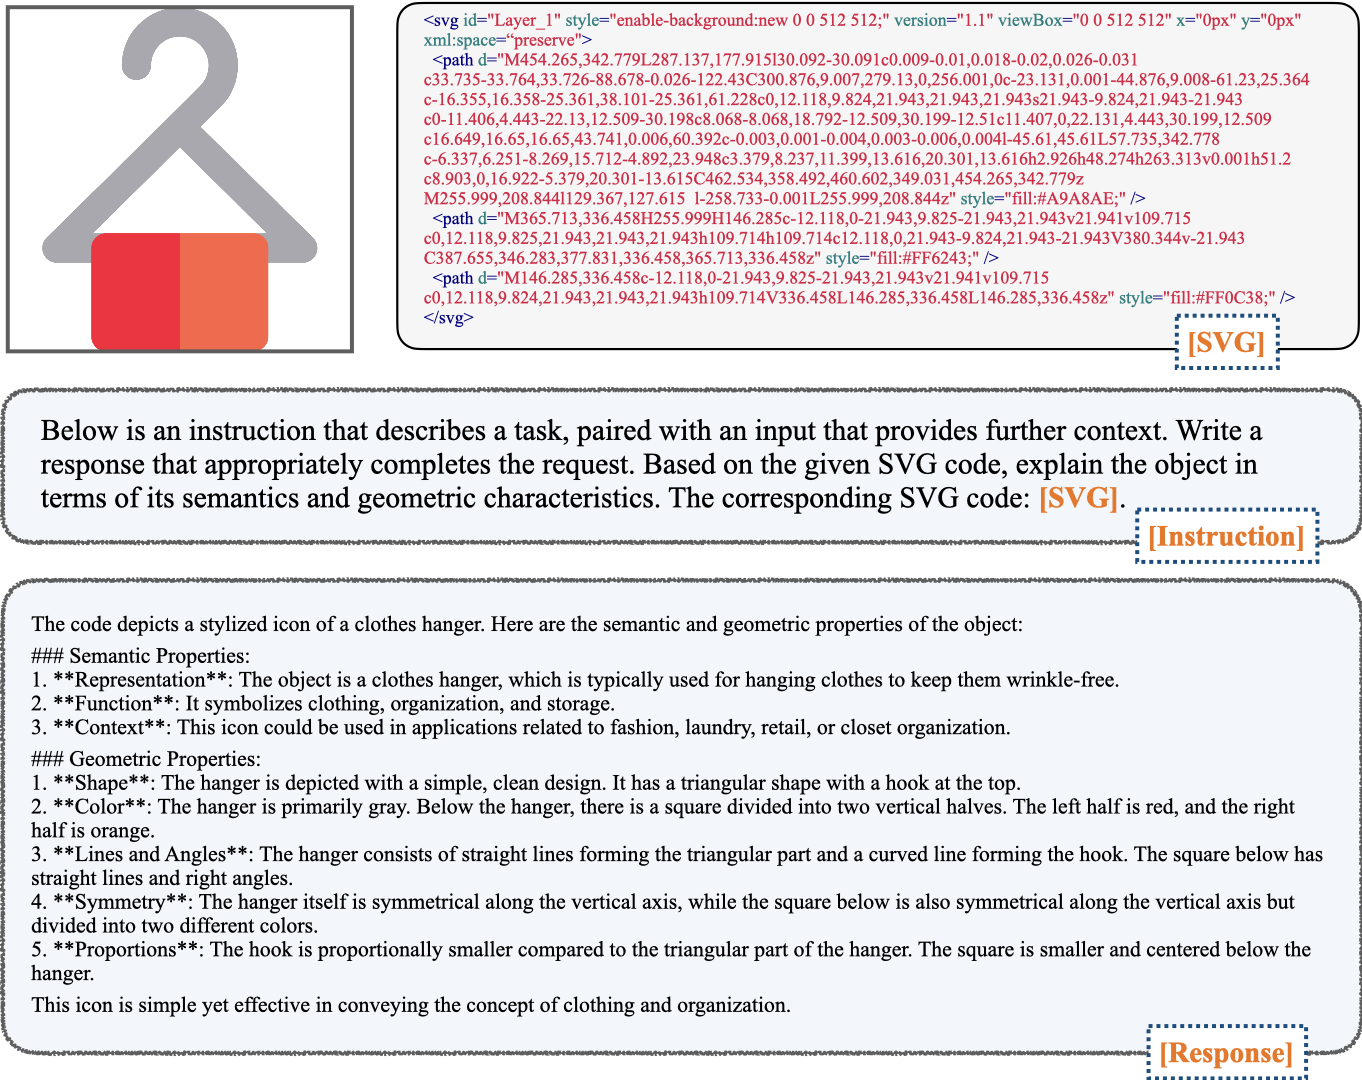 <svg id="Layer_1" style="enable-background:new 0 0 512 512;" version="1.1" viewBox="0 0 512 512" x="0px" y="0px"
xml:space=“preserve">
<path d="M454.265,342.779L287.137,177.915l30.092-30.091c0.009-0.01,0.018-0.02,0.026-0.031
c33.735-33.764,33.726-88.678-0.026-122.43C300.876,9.007,279.13,0,256.001,0c-23.131,0.001-44.876,9.008-61.23,25.364
c-16.355,16.358-25.361,38.101-25.361,61.228c0,12.118,9.824,21.943,21.943,21.943s21.943-9.824,21.943-21.943
c0-11.406,4.443-22.13,12.509-30.198c8.068-8.068,18.792-12.509,30.199-12.51c11.407,0,22.131,4.443,30.199,12.509
c16.649,16.65,16.65,43.741,0.006,60.392c-0.003,0.001-0.004,0.003-0.006,0.004l-45.61,45.61L57.735,342.778
c-6.337,6.251-8.269,15.712-4.892,23.948c3.379,8.237,11.399,13.616,20.301,13.616h2.926h48.274h263.313v0.001h51.2
c8.903,0,16.922-5.379,20.301-13.615C462.534,358.492,460.602,349.031,454.265,342.779z
M255.999,208.844l129.367,127.615 l-258.733-0.001L255.999,208.844z" style="fill:#A9A8AE;" />
<path d="M365.713,336.458H255.999H146.285c-12.118,0-21.943,9.825-21.943,21.943v21.941v109.715
c0,12.118,9.825,21.943,21.943,21.943h109.714h109.714c12.118,0,21.943-9.824,21.943-21.943V380.344v-21.943
C387.655,346.283,377.831,336.458,365.713,336.458z" style="fill:#FF6243;" />
<path d="M146.285,336.458c-12.118,0-21.943,9.825-21.943,21.943v21.941v109.715
c0,12.118,9.824,21.943,21.943,21.943h109.714V336.458L146.285,336.458L146.285,336.458z" style="fill:#FF0C38;" />
</svg>
[SVG]
Below is an instruction that describes a task, paired with an input that provides further context. Write a
response that appropriately completes the request. Based on the given SVG code, explain the object in
terms of its semantics and geometric characteristics. The corresponding SVG code: [SVG].
[Instruction]
The code depicts a stylized icon of a clothes hanger. Here are the semantic and geometric properties of the object:
### Semantic Properties:
1. **Representation**: The object is a clothes hanger, which is typically used for hanging clothes to keep them wrinkle-free.
2. **Function**: It symbolizes clothing, organization, and storage.
3. **Context**: This icon could be used in applications related to fashion, laundry, retail, or closet organization.
### Geometric Properties:
1. **Shape**: The hanger is depicted with a simple, clean design. It has a triangular shape with a hook at the top.
2. **Color**: The hanger is primarily gray. Below the hanger, there is a square divided into two vertical halves. The left half is red, and the right
half is orange.
3. **Lines and Angles**: The hanger consists of straight lines forming the triangular part and a curved line forming the hook. The square below has
straight lines and right angles.
4. **Symmetry**: The hanger itself is symmetrical along the vertical axis, while the square below is also symmetrical along the vertical axis but
divided into two different colors.
5. **Proportions**: The hook is proportionally smaller compared to the triangular part of the hanger. The square is smaller and centered below the
hanger.
This icon is simple yet effective in conveying the concept of clothing and organization.
[Response]